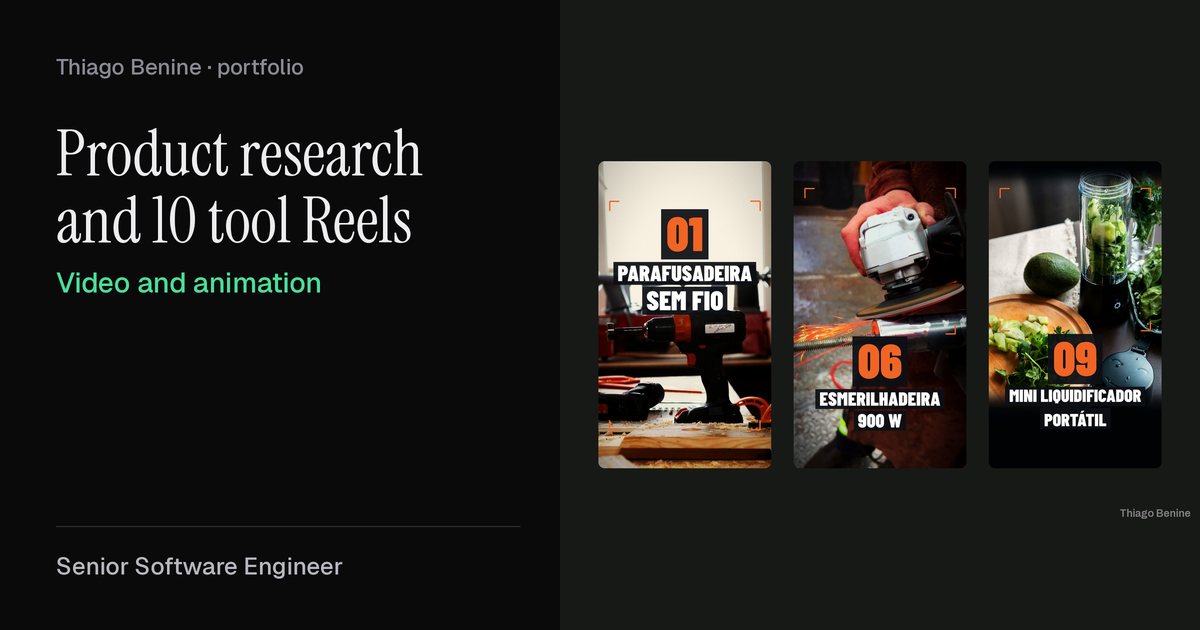 Thiago Benine · portfolio
Product research
and 10 tool Reels
Video and animation
Senior Software Engineer
01
PARAFUSADEIRA
SEM FIO
06
ESMERILHADEIRA
900 W
09
MINI LIQUIDIFICADOR
PORTÁTIL
Thiago Benine